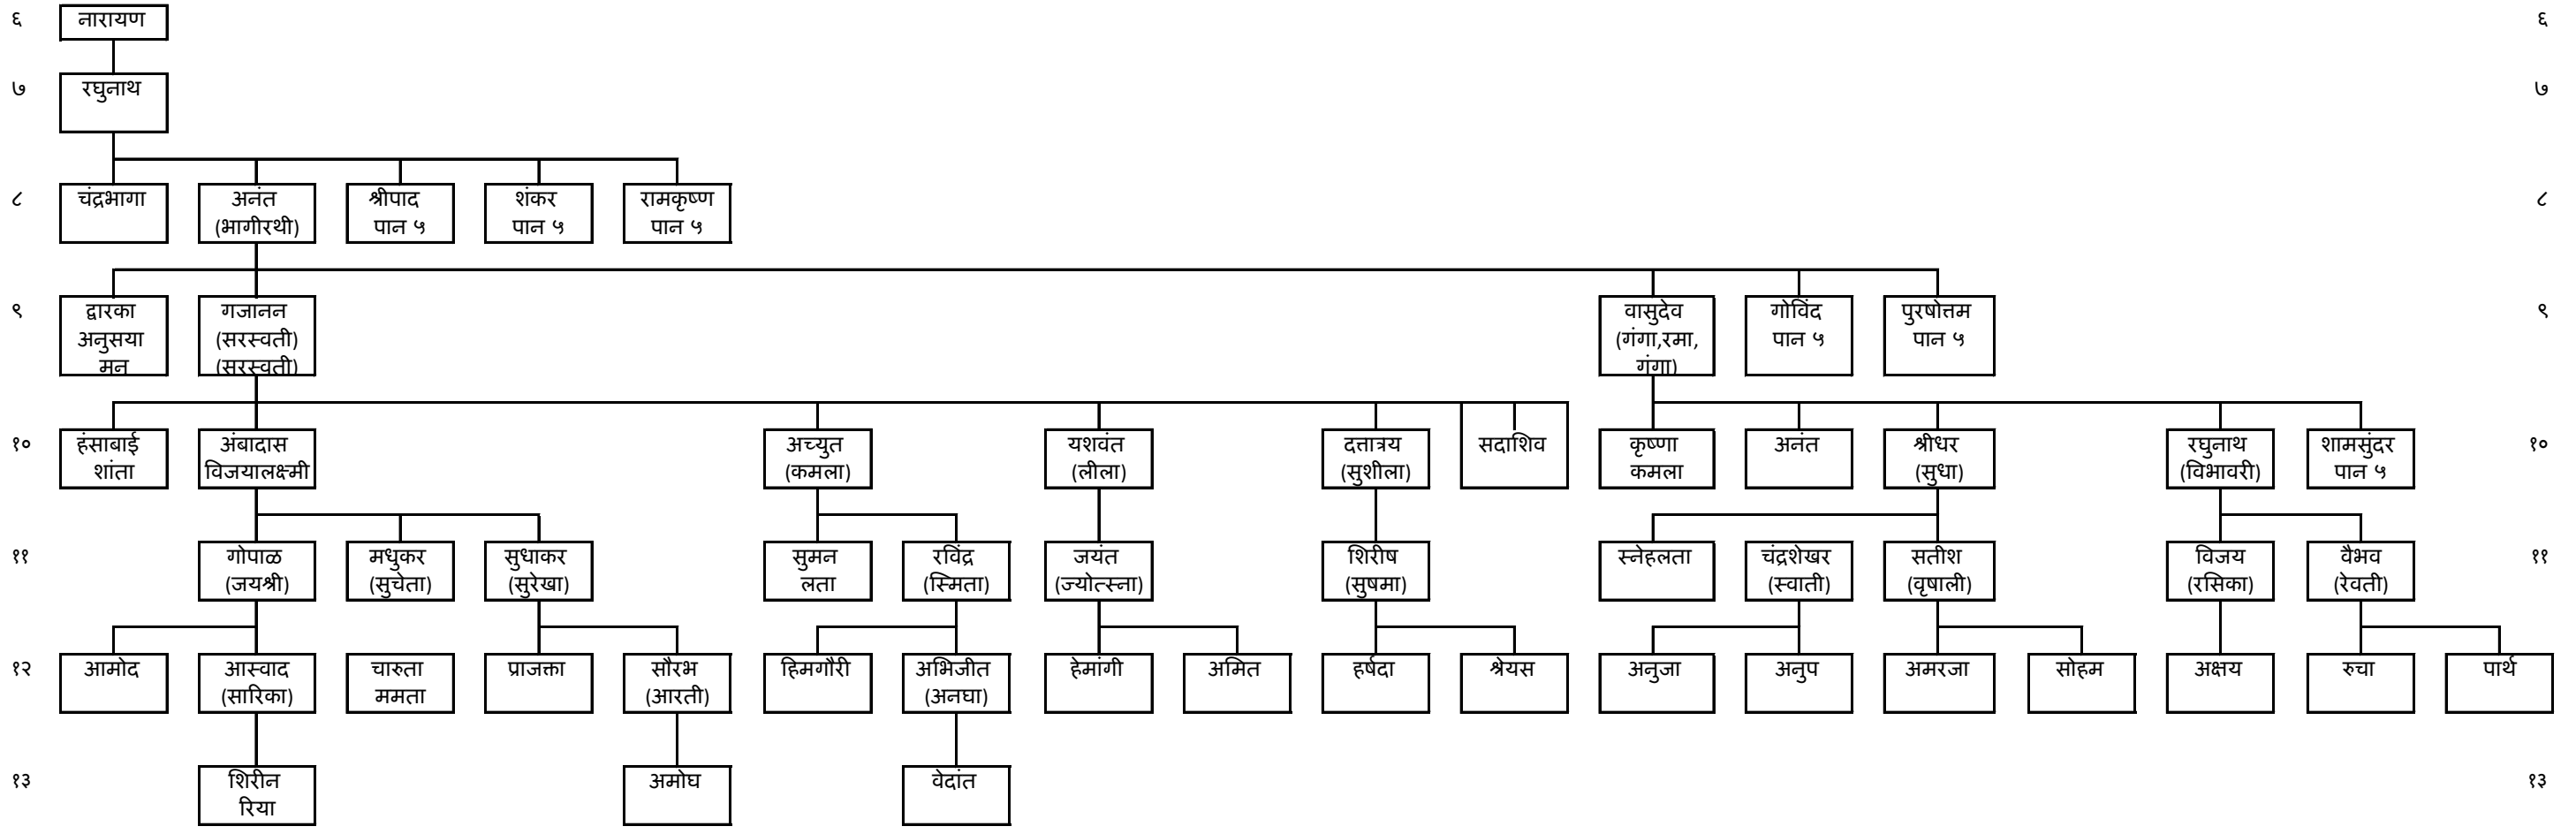 ६ नारायण ६
७ रघुनाथ ७
८ चंद्रभागा अनंत श्रीपाद शंकर रामकृष्ण ८
(भागीरथी) पान ५ पान ५ पान ५
९ द्वारका गजानन वासुदेव गोविंद पुरषोत्तम ९
अनुसया (सरस्वती) (गंगा,रमा, पान ५ पान ५
मन (सरस्वती) गंगा)
१० हंसाबाई अंबादास अच्युत यशवंत दत्तात्रय सदाशिव कृष्णा अनंत श्रीधर रघुनाथ शामसुंदर १०
शांता विजयालक्ष्मी (कमला) (लीला) (सुशीला) कमला (सुधा) (विभावरी) पान ५
११ गोपाळ मधुकर सुधाकर सुमन रविंद्र जयंत शिरीष स्नेहलता चंद्रशेखर सतीश विजय वैभव ११
(जयश्री) (सुचेता) (सुरेखा) लता (स्मिता) (ज्योत्स्ना) (सुषमा) (स्वाती) (वृषाली) (रसिका) (रेवती)
१२ आमोद आस्वाद चारुता प्राजक्ता सौरभ हिमगौरी अभिजीत हेमांगी अमित हर्षदा श्रेयस अनुजा अनुप अमरजा सोहम अक्षय रुचा पार्थ
(सारिका) ममता (आरती) (अनघा)
१३ शिरीन अमोघ वेदांत १३
रिया